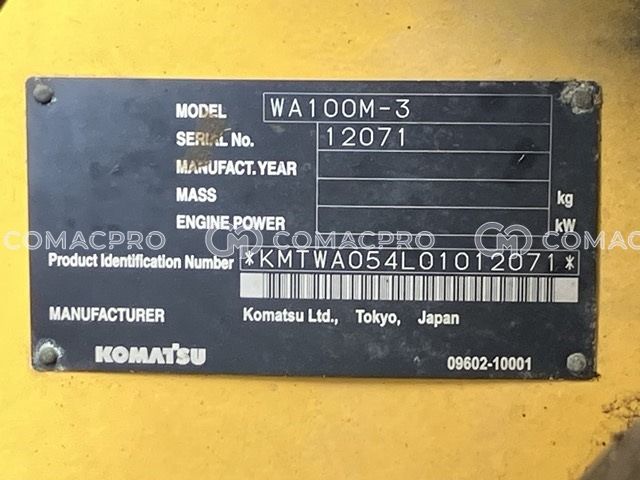 MODEL WA100M-3
SERIAL No. 12071
MANUFACT. YEAR
MASS kg
ENGINE POWER kW
COMACPRO COMACPRO COMACPRO
Product Identification Number *KMTWA054L01012071*
MANUFACTURER Komatsu Ltd., Tokyo, Japan
KOMATSU 09602-10001